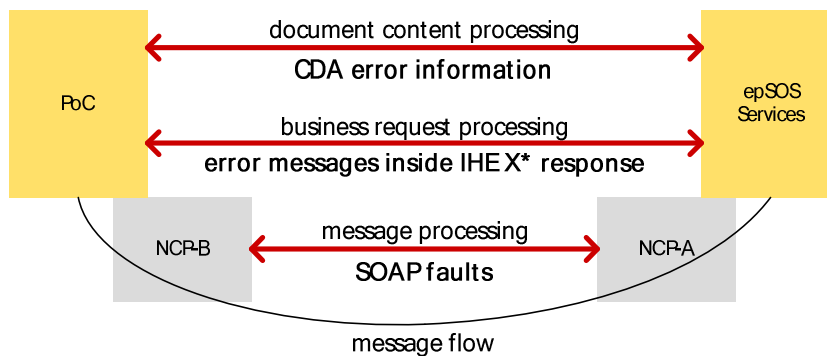 document content processing
CDA error information
PoC
epSOS
Services
business request processing
error messages inside IHE X* response
NCP-B
message processing
NCP-A
SOAP faults
message flow